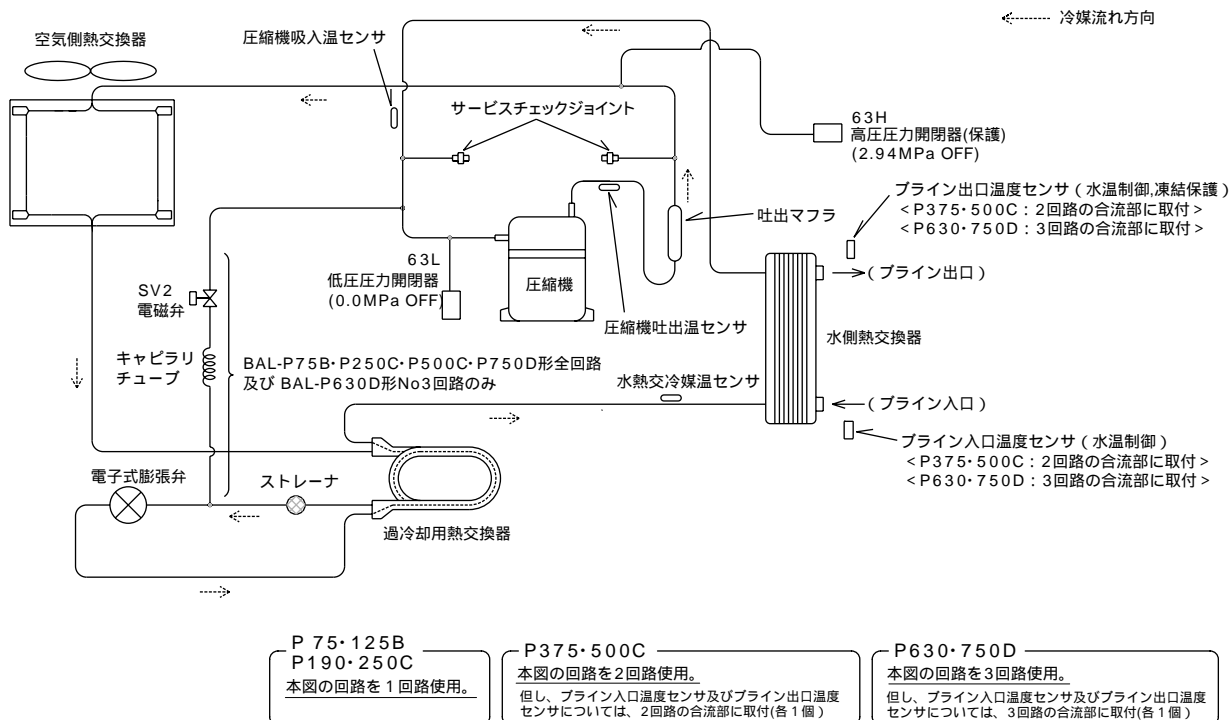 冷媒流れ方向
空気側熱交換器
圧縮機吸入温センサ
サービスチェックジョイント
63H
高圧圧力開閉器(保護)
(2.94MPa OFF)
ブライン出口温度センサ(水温制御,凍結保護)
<P375・500C:2回路の合流部に取付>
<P630・750D:3回路の合流部に取付>
吐出マフラ
63L
低圧圧力開閉器
(0.0MPa OFF)
圧縮機
(ブライン出口)
SV2
電磁弁
圧縮機吐出温センサ
水側熱交換器
キャピラリ
チューブ
BAL-P75B・P250C・P500C・P750D形全回路
及び BAL-P630D形No3回路のみ
水熱交冷媒温センサ
(ブライン入口)
ブライン入口温度センサ(水温制御)
<P375・500C:2回路の合流部に取付>
<P630・750D:3回路の合流部に取付>
電子式膨張弁
ストレーナ
過冷却用熱交換器
P 75・125B
P190・250C
本図の回路を1回路使用。
P375・500C
本図の回路を2回路使用。
但し、ブライン入口温度センサ及びブライン出口温度
センサについては、2回路の合流部に取付(各1個)
P630・750D
本図の回路を3回路使用。
但し、ブライン入口温度センサ及びブライン出口温度
センサについては、3回路の合流部に取付(各1個)